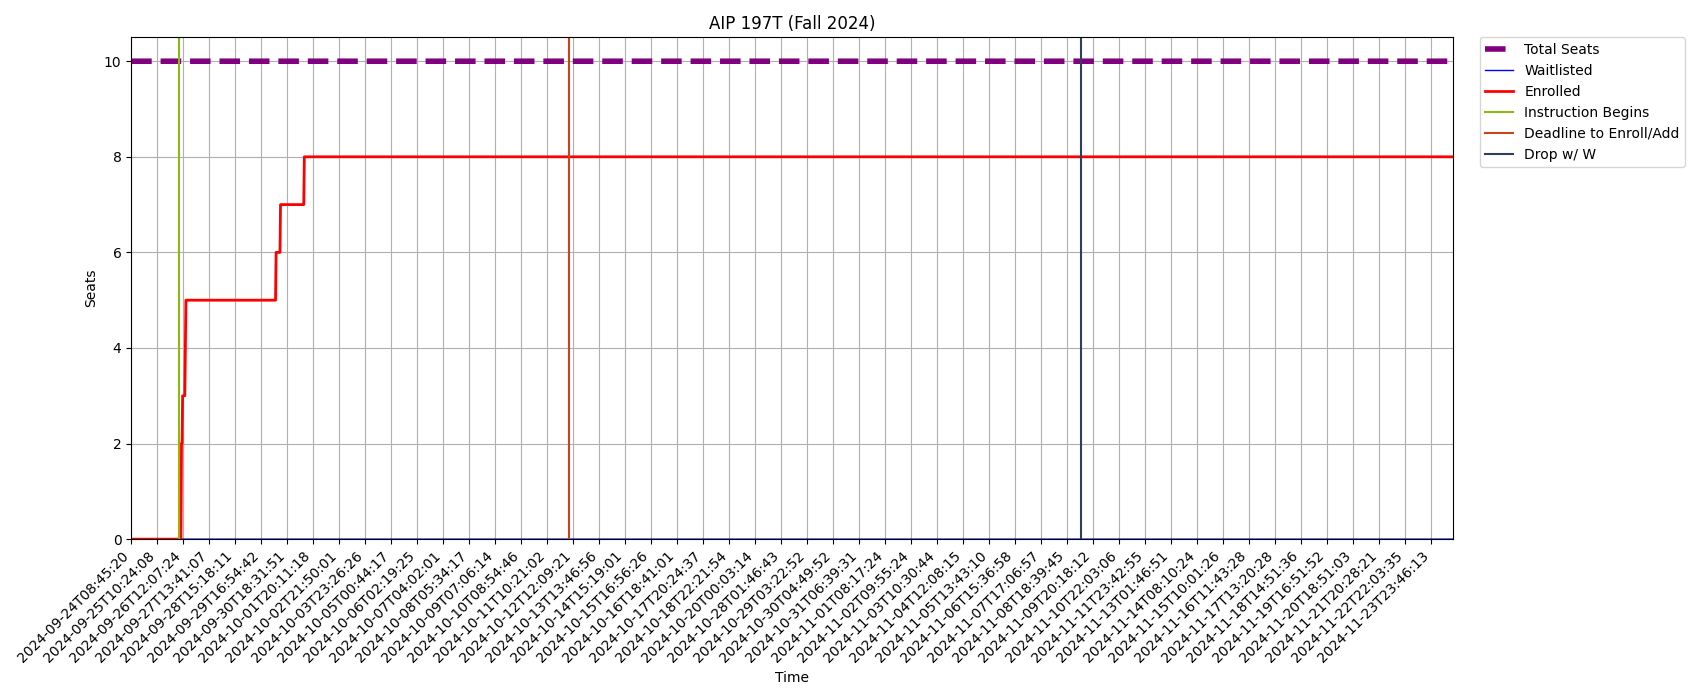 AIP 197T (Fall 2024)
Total Seats
Waitlisted
Enrolled
Instruction Begins
Deadline to Enroll/Add
Drop w/ W
Seats
10
8
6
4
2
0
2024-09-24T08:45:20
2024-09-25T10:24:08
2024-09-26T12:07:24
2024-09-27T13:41:07
2024-09-28T15:18:11
2024-09-29T16:54:42
2024-09-30T18:31:51
2024-10-01T20:11:18
2024-10-02T21:50:01
2024-10-03T23:26:26
2024-10-05T00:44:17
2024-10-06T02:19:25
2024-10-07T04:02:01
2024-10-08T05:34:17
2024-10-09T07:06:14
2024-10-10T08:54:46
2024-10-11T10:21:02
2024-10-12T12:09:21
2024-10-13T13:46:56
2024-10-14T15:19:01
2024-10-15T16:56:26
2024-10-16T18:41:01
2024-10-17T20:24:37
2024-10-18T22:21:54
2024-10-20T00:03:14
2024-10-28T01:46:43
2024-10-29T03:22:52
2024-10-30T04:49:52
2024-10-31T06:39:31
2024-11-01T08:17:24
2024-11-02T09:55:24
2024-11-03T10:30:44
2024-11-04T12:08:15
2024-11-05T13:43:10
2024-11-06T15:36:58
2024-11-07T17:06:57
2024-11-08T18:39:45
2024-11-09T20:18:12
2024-11-10T22:03:06
2024-11-11T23:42:55
2024-11-13T01:46:51
2024-11-14T08:10:24
2024-11-15T10:01:26
2024-11-16T11:43:28
2024-11-17T13:20:28
2024-11-18T14:51:36
2024-11-19T16:51:52
2024-11-20T18:51:03
2024-11-21T20:28:21
2024-11-22T22:03:35
2024-11-23T23:46:13
Time